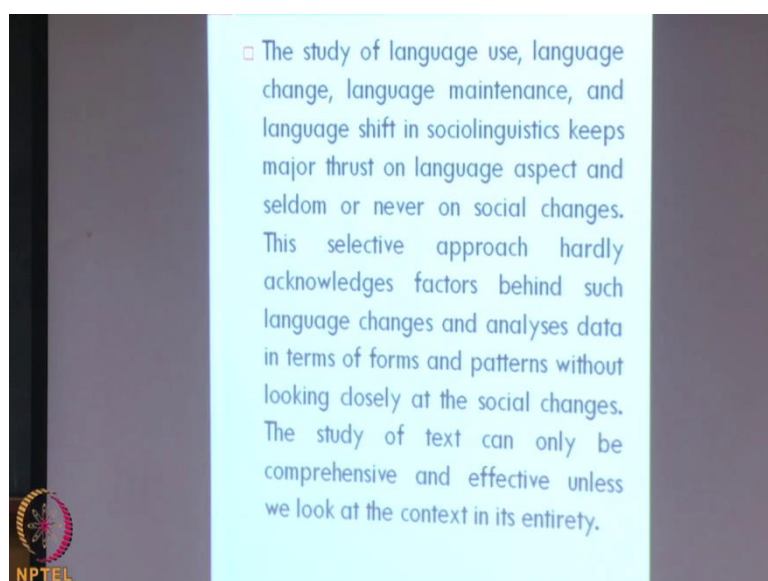 The study of language use, language
change, language maintenance, and
language shift in sociolinguistics keeps
major thrust on language aspect and
seldom or never on social changes.
This selective approach hardly
acknowledges factors behind such
language changes and analyses data
in terms of forms and patterns without
looking closely at the social changes.
The study of text can only be
comprehensive and effective unless
we look at the context in its entirety.
NPTEL